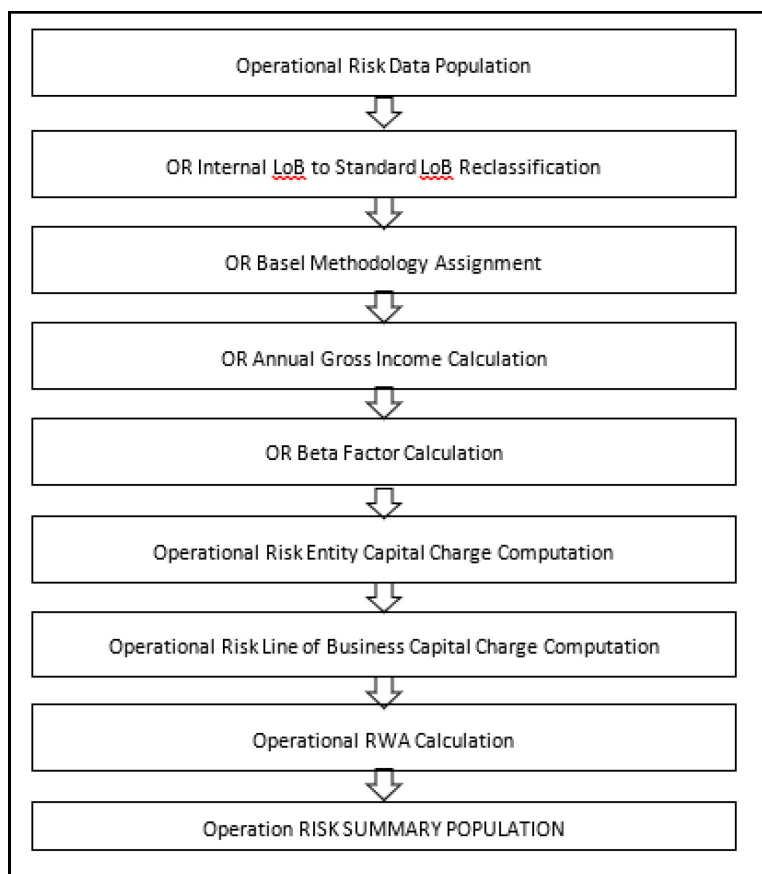 Operational Risk Data Population
OR Internal LoB to Standard LoB Reclassification
OR Basel Methodology Assignment
OR Annual Gross Income Calculation
OR Beta Factor Calculation
Operational Risk Entity Capital Charge Computation
Operational Risk Line of Business Capital Charge Computation
Operational RWA Calculation
Operation RISK SUMMARY POPULATION